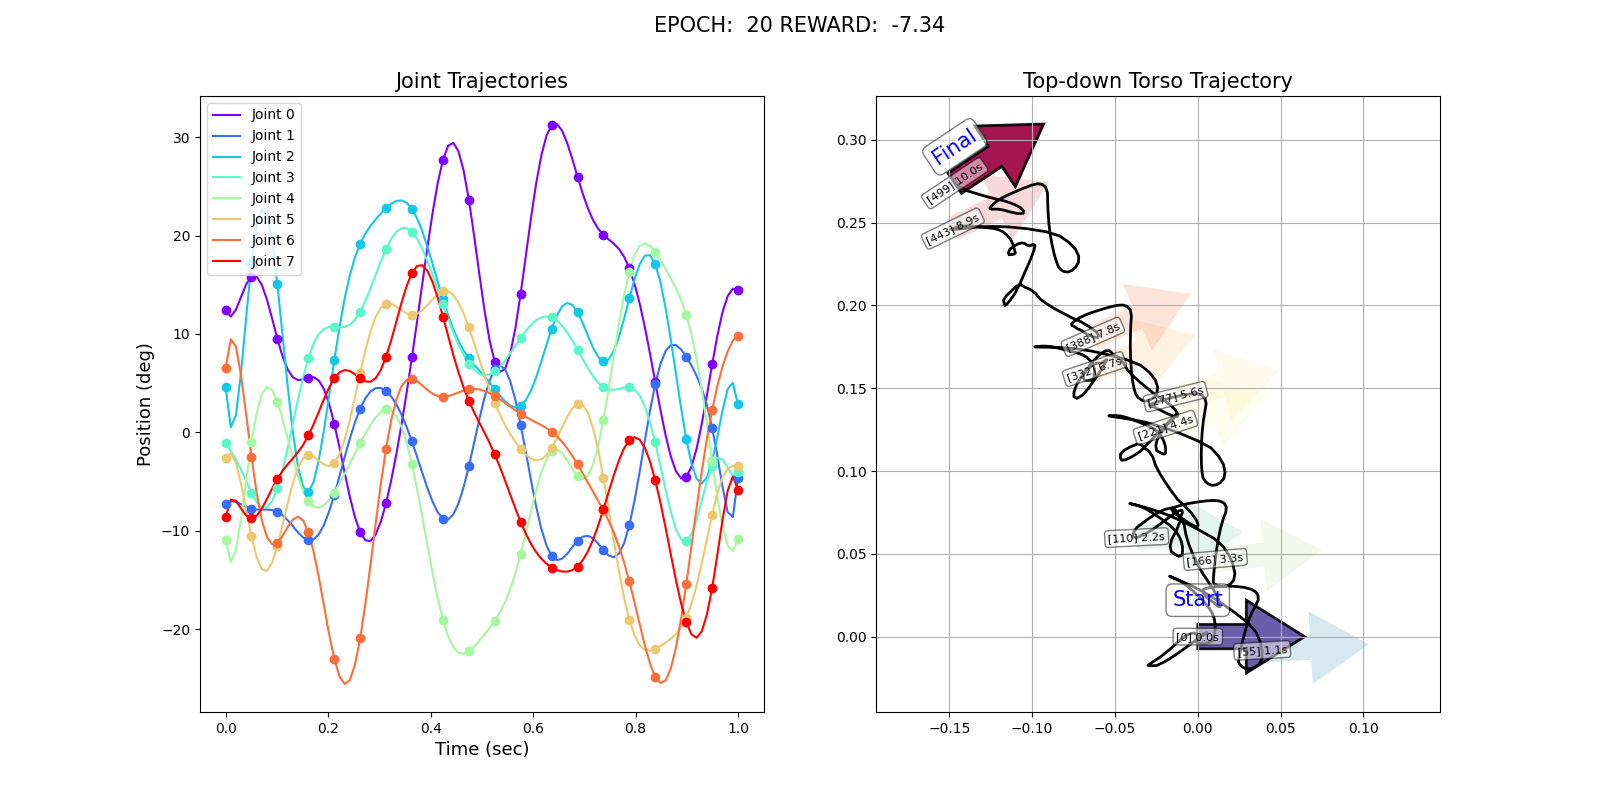 EPOCH:  20 REWARD:  -7.34
Joint Trajectories
Joint 0
Joint 1
Joint 2
Joint 3
Joint 4
Joint 5
Joint 6
Joint 7
30
20
10
0
−10
−20
Position (deg)
0.0
0.2
0.4
0.6
0.8
1.0
Time (sec)
Top-down Torso Trajectory
0.30
0.25
0.20
0.15
0.10
0.05
0.00
−0.15
−0.10
−0.05
0.00
0.05
0.10
Final
[499] 10.0s
[443] 8.9s
[388] 7.8s
[332] 6.7s
[277] 5.6s
[221] 4.4s
[110] 2.2s
[166] 3.3s
Start
[0] 0.0s
[55] 1.1s